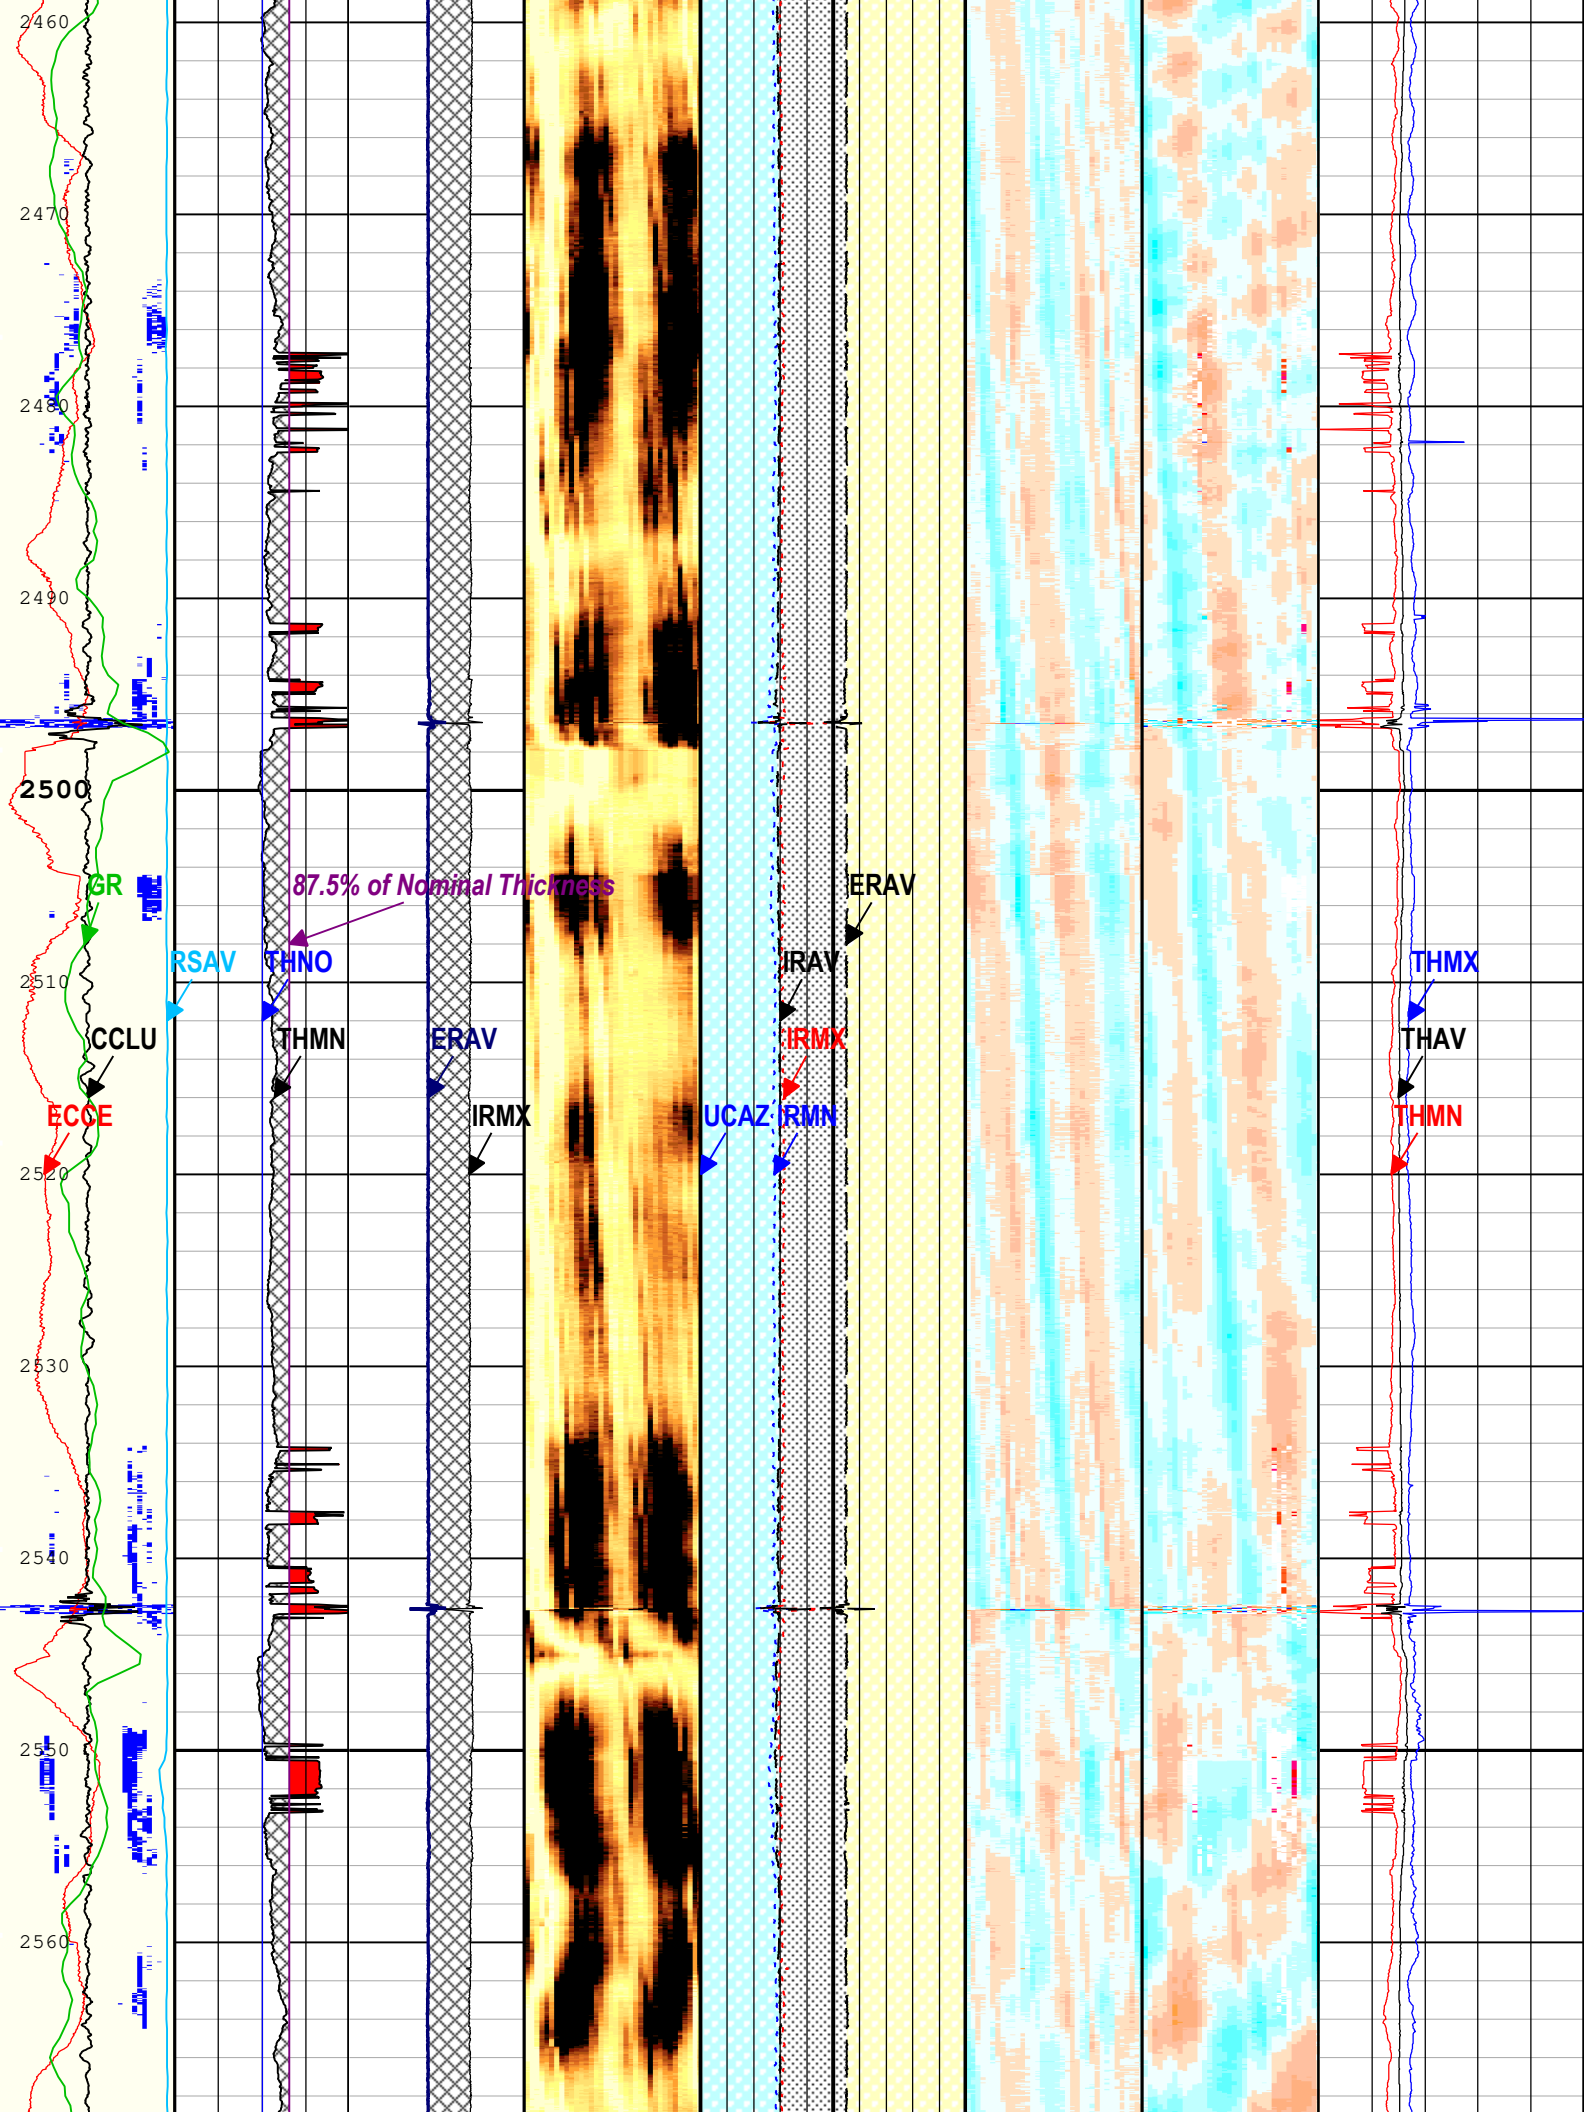 2460
2470
2480
2490
2500
GR
87.5% of Nominal Thickness
ERAV
RSAV
THNO
IRAV
THMX
2510
CCLU
THMN
ERAV
IRMX
THAV
ECCE
IRMX
UCAZ
IRMN
THMN
2520
2530
2540
2550
2560